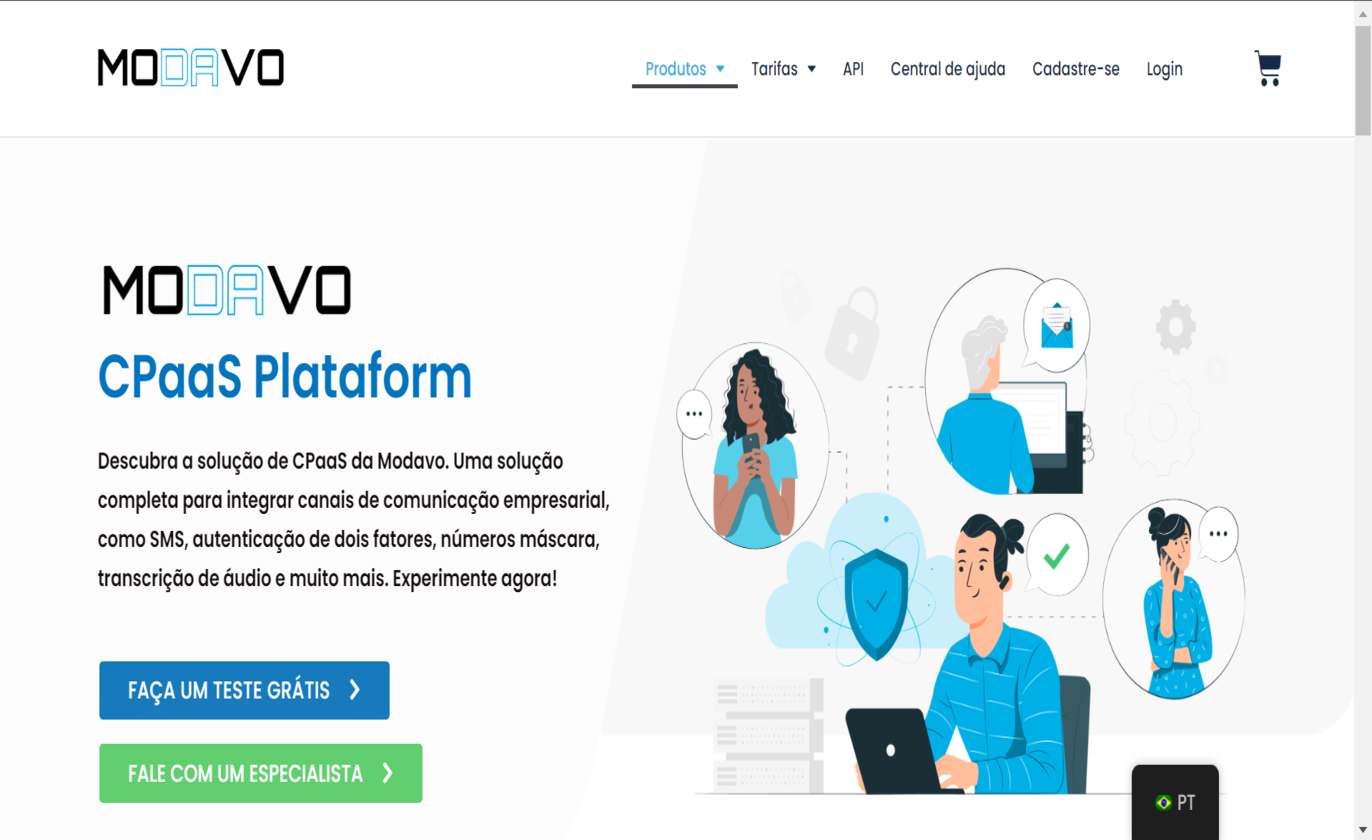 MODAVO
Produtos
Tarifas
API
Central de ajuda
Cadastre-se
Login
MODAVO
CPaaS Plataform
Descubra a solução de CPaaS da Modavo. Uma solução
completa para integrar canais de comunicação empresarial,
como SMS, autenticação de dois fatores, números máscara,
transcrição de áudio e muito mais. Experimente agora!
FAÇA UM TESTE GRÁTIS
FALE COM UM ESPECIALISTA
PT